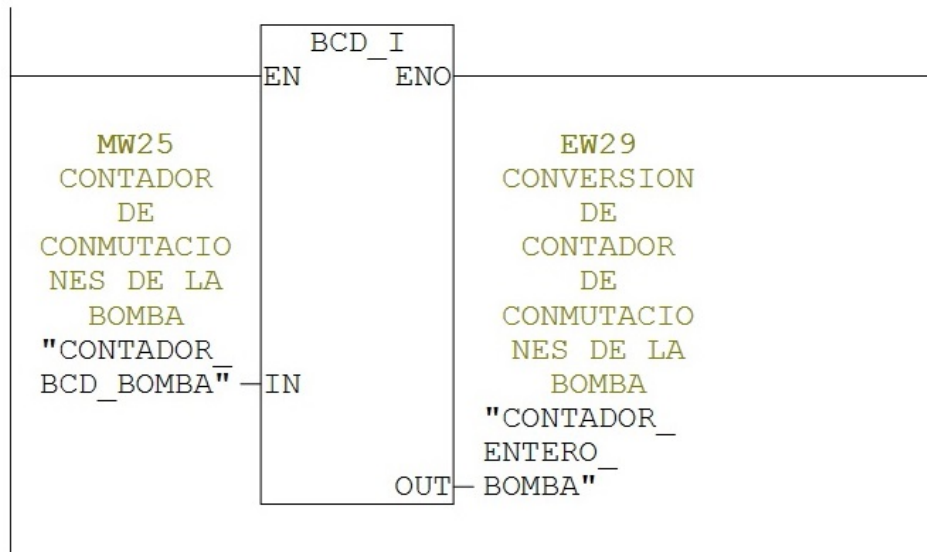 BCD_I
EN ENO
MW25
CONTADOR
DE
CONMUTACIO
NES DE LA
BOMBA
"CONTADOR_
BCD_BOMBA"
IN
EW29
CONVERSION
DE
CONTADOR
DE
CONMUTACIO
NES DE LA
BOMBA
"CONTADOR_
ENTERO_
BOMBA"
OUT